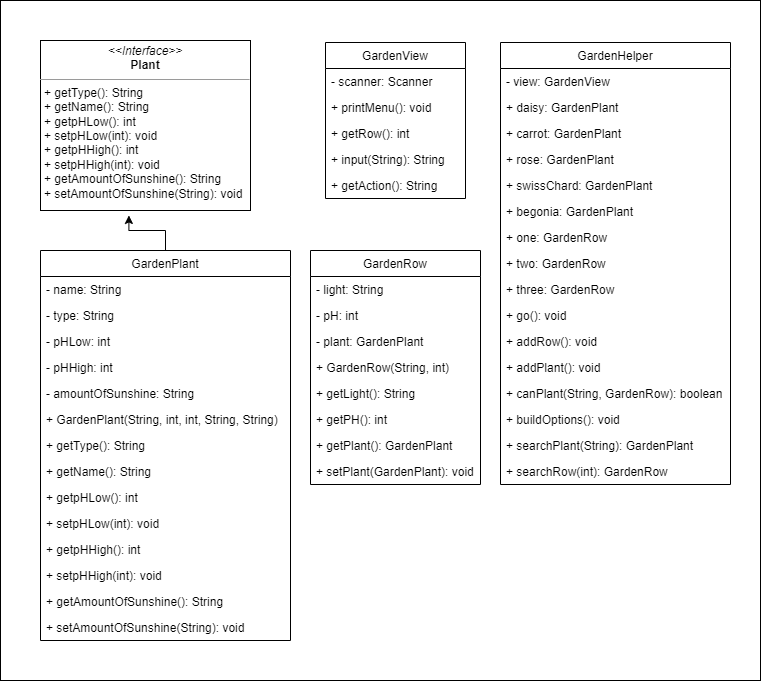 <<Interface>>
Plant
+ getType(): String
+ getName(): String
+ getpHLow(): int
+ setpHLow(int): void
+ getpHHigh(): int
+ setpHHigh(int): void
+ getAmountOfSunshine(): String
+ setAmountOfSunshine(String): void
GardenView
- scanner: Scanner
+ printMenu(): void
+ getRow(): int
+ input(String): String
+ getAction(): String
GardenHelper
- view: GardenView
+ daisy: GardenPlant
+ carrot: GardenPlant
+ rose: GardenPlant
+ swissChard: GardenPlant
+ begonia: GardenPlant
+ one: GardenRow
+ two: GardenRow
+ three: GardenRow
+ go(): void
+ addRow(): void
+ addPlant(): void
+ canPlant(String, GardenRow): boolean
+ buildOptions(): void
+ searchPlant(String): GardenPlant
+ searchRow(int): GardenRow
GardenPlant
- name: String
- type: String
- pHLow: int
- pHHigh: int
- amountOfSunshine: String
+ GardenPlant(String, int, int, String, String)
+ getType(): String
+ getName(): String
+ getpHLow(): int
+ setpHLow(int): void
+ getpHHigh(): int
+ setpHHigh(int): void
+ getAmountOfSunshine(): String
+ setAmountOfSunshine(String): void
GardenRow
- light: String
- pH: int
- plant: GardenPlant
+ GardenRow(String, int)
+ getLight(): String
+ getPH(): int
+ getPlant(): GardenPlant
+ setPlant(GardenPlant): void